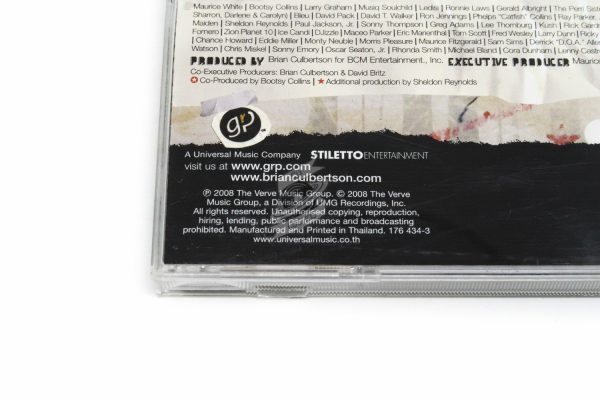 Maurice White | Bootsy Collins | Larry Graham | Musiq Soulchild | Ledisi | Ronnie Laws | Gerald Albright | The Perri Sisters
Sharron, Darlene & Carolyn) | Bleu | David Pack | David T. Walker | Ron Jennings | Phelps "Catfish" Collins | Ray Parker,
Maiden | Sheldon Reynolds | Paul Jackson, Jr. | Sonny Thompson | Greg Adams | Lee Thornburg | Kush | Rick
Fornero | Zion Planet 10 | Ice Candi | DJizzle | Maceo Parker | Eric Marienthal | Tom Scott | Fred Wesley | Larry Dunn | Ricky
| Chance Howard | Eddie Miller | Nicole Neely | Morris Pleasure | Maurice Fitzgerald | Sam Sims | Derrick "D.O.A." Allen
Watson | Chris Miskel | Sonny Emory | Oscar Seaton, Jr. | Rhonda Smith | Michael Bland | Cora Dunham | Lenny
PRODUCED BY Brian Culbertson for BCM Entertainment, Inc. EXECUTIVE PRODUCER
Co-Executive Producers: Brian Culbertson & David Britz
Co-Produced by Bootsy Collins | ★ Additional production by Sheldon Reynolds
grp
A Universal Music Company STILETTO ENTERTAINMENT
visit us at www.grp.com
www.brianculbertson.com
℗ 2008 The Verve Music Group. © 2008 The Verve
Music Group, a Division of UMG Recordings, Inc.
All rights reserved. Unauthorised copying, reproduction,
hiring, lending, public performance and broadcasting
prohibited. Manufactured and Printed in Thailand. 176 434-3
www.universalmusic.co.th